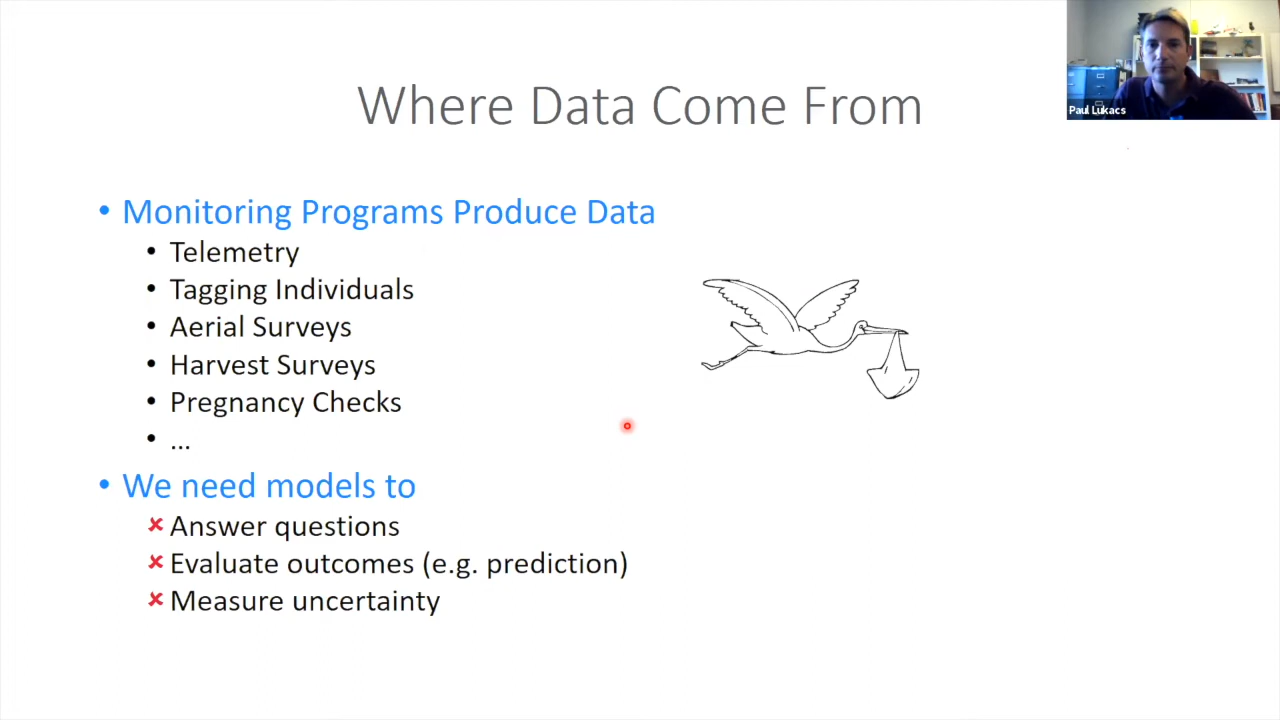 Where Data Come From
Paul Lukacs
• Monitoring Programs Produce Data
• Telemetry
• Tagging Individuals
• Aerial Surveys
• Harvest Surveys
• Pregnancy Checks
• ...
• We need models to
× Answer questions
× Evaluate outcomes (e.g. prediction)
× Measure uncertainty